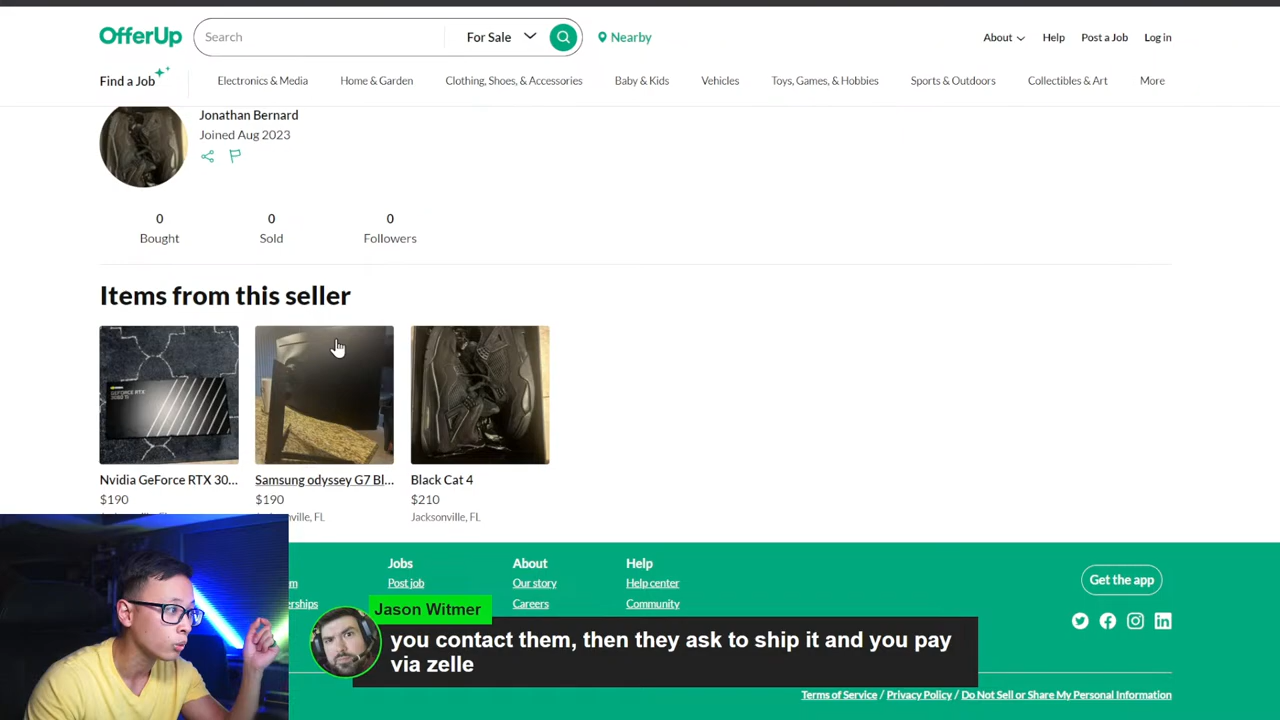 OfferUp
Search
For Sale
Nearby
About
Help
Post a Job
Log in
Find a Job
Electronics & Media
Home & Garden
Clothing, Shoes, & Accessories
Baby & Kids
Vehicles
Toys, Games, & Hobbies
Sports & Outdoors
Collectibles & Art
More
Jonathan Bernard
Joined Aug 2023
0
0
0
Bought
Sold
Followers
Items from this seller
GEFORCE RTX
Nvidia GeForce RTX 30...
Samsung odyssey G7 Bl...
Black Cat 4
$190
$190
$210
Jacksonville, FL
Jobs
About
Help
Post job
Our story
Help center
Careers
Community
Get the app
Jason Witmer
you contact them, then they ask to ship it and you pay
via zelle
Terms of Service / Privacy Policy / Do Not Sell or Share My Personal Information